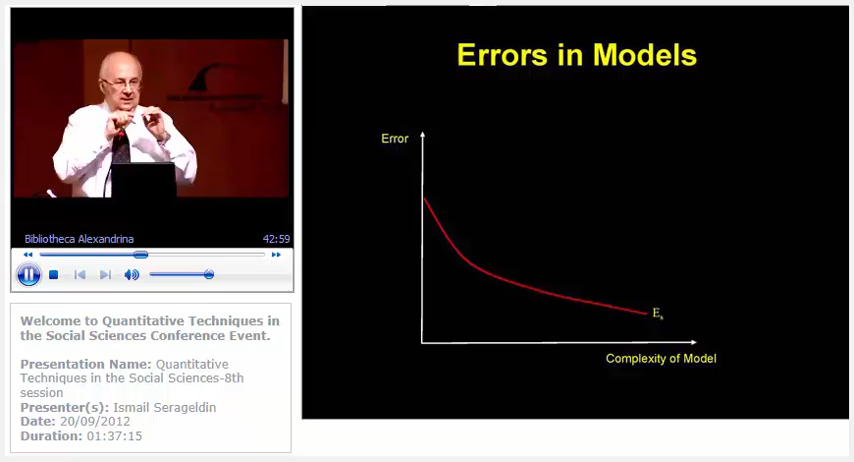 Bibliotheca Alexandrina
42:59
Welcome to Quantitative Techniques in
the Social Sciences Conference Event.
Presentation Name: Quantitative
Techniques in the Social Sciences-8th
session
Presenter(s): Ismail Serageldin
Date: 20/09/2012
Duration: 01:37:15
Errors in Models
Error
Es
Complexity of Model